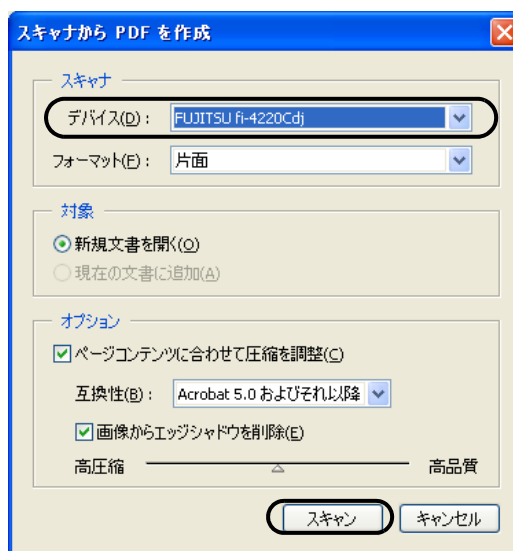 スキャナから PDF を作成
スキャナ
デバイス(D)： FUJITSU fi-4220Cdj
フォーマット(F)： 片面
対象
新規文書を開く(O)
現在の文書に追加(A)
オプション
ページコンテンツに合わせて圧縮を調整(C)
互換性(B)： Acrobat 5.0 およびそれ以降
画像からエッジシャドウを削除(E)
高圧縮 高品質
スキャン キャンセル